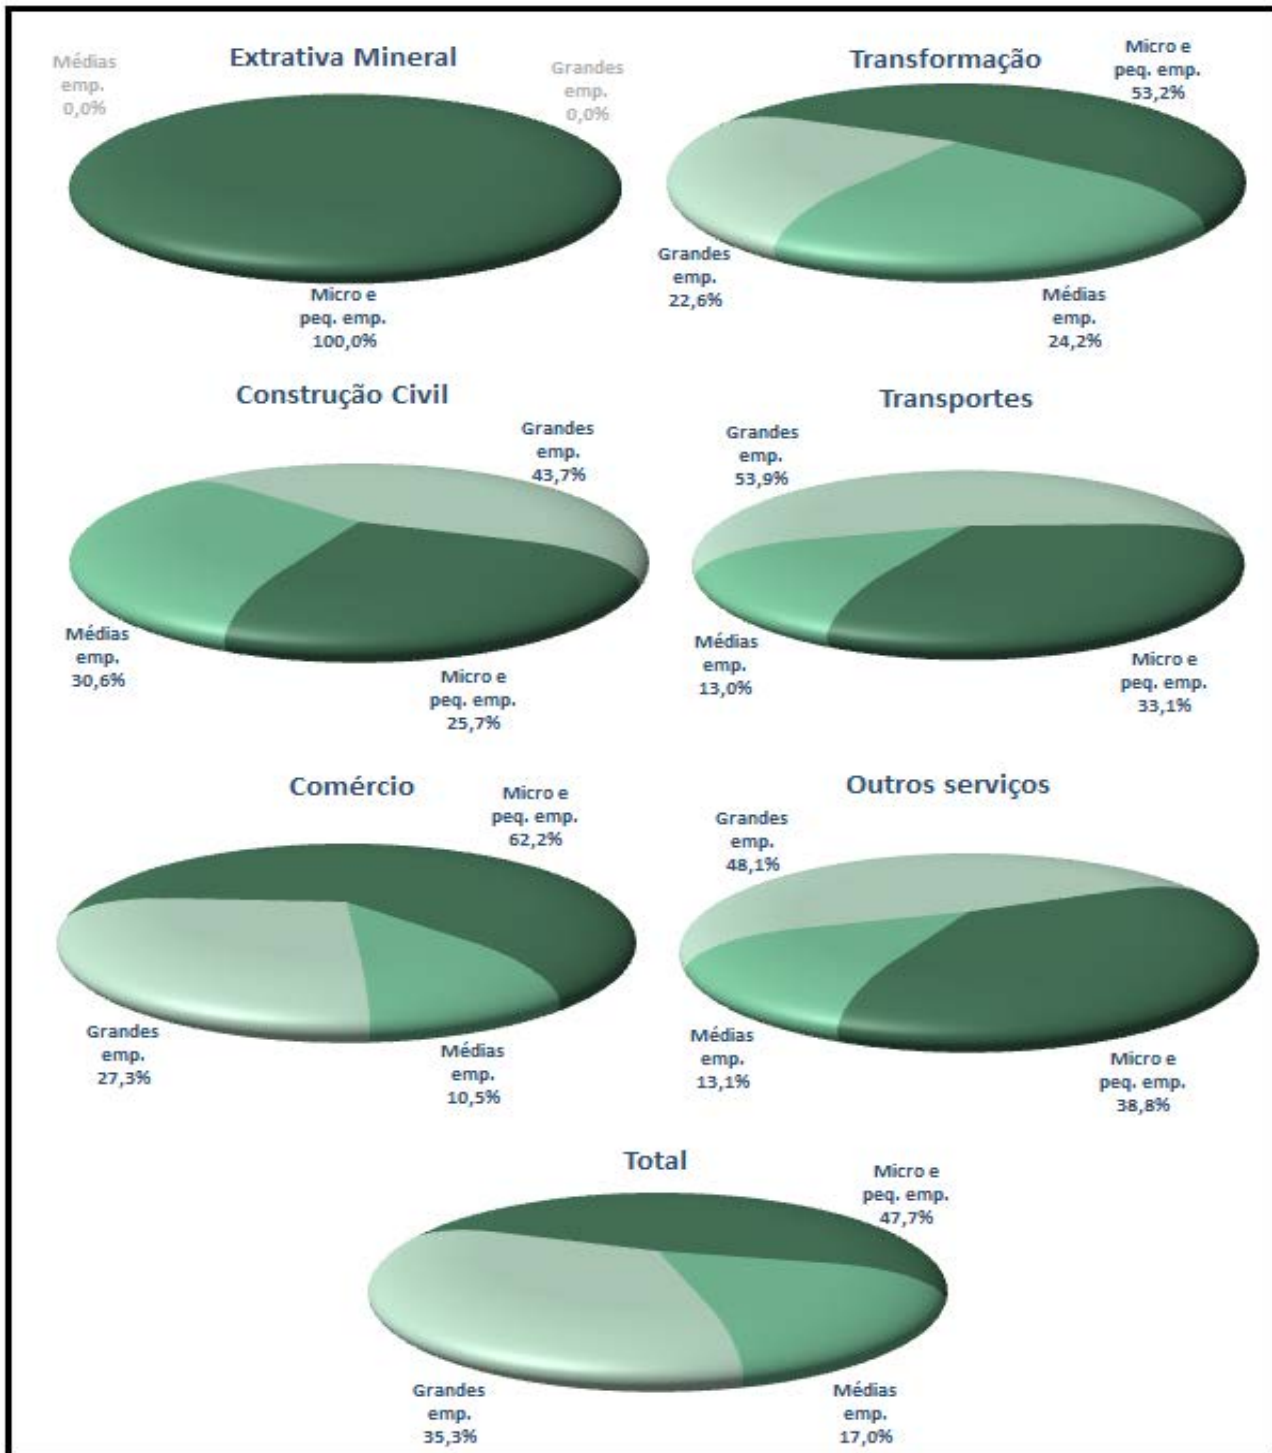 Extrativa Mineral
Médias
emp.
0,0%
Grandes
emp.
0,0%
Micro e
peq. emp.
100,0%
Transformação
Micro e
peq. emp.
53,2%
Grandes
emp.
22,6%
Médias
emp.
24,2%
Construção Civil
Grandes
emp.
43,7%
Médias
emp.
30,6%
Micro e
peq. emp.
25,7%
Transportes
Grandes
emp.
53,9%
Médias
emp.
13,0%
Micro e
peq. emp.
33,1%
Comércio
Micro e
peq. emp.
62,2%
Grandes
emp.
27,3%
Médias
emp.
10,5%
Outros serviços
Grandes
emp.
48,1%
Médias
emp.
13,1%
Micro e
peq. emp.
38,8%
Total
Micro e
peq. emp.
47,7%
Grandes
emp.
35,3%
Médias
emp.
17,0%